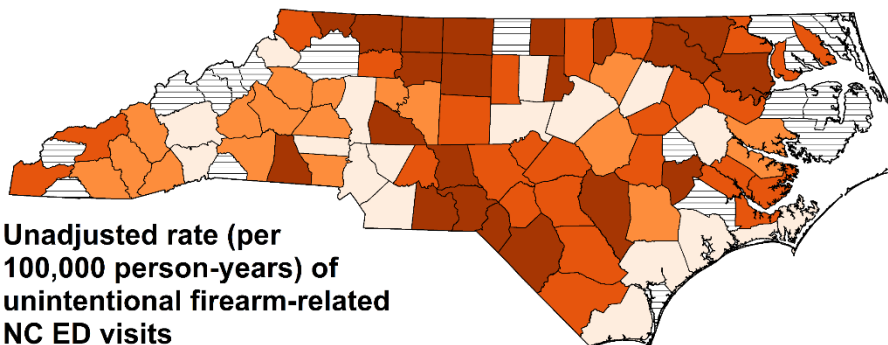 Unadjusted rate (per
100,000 person-years) of
unintentional firearm-related
NC ED visits